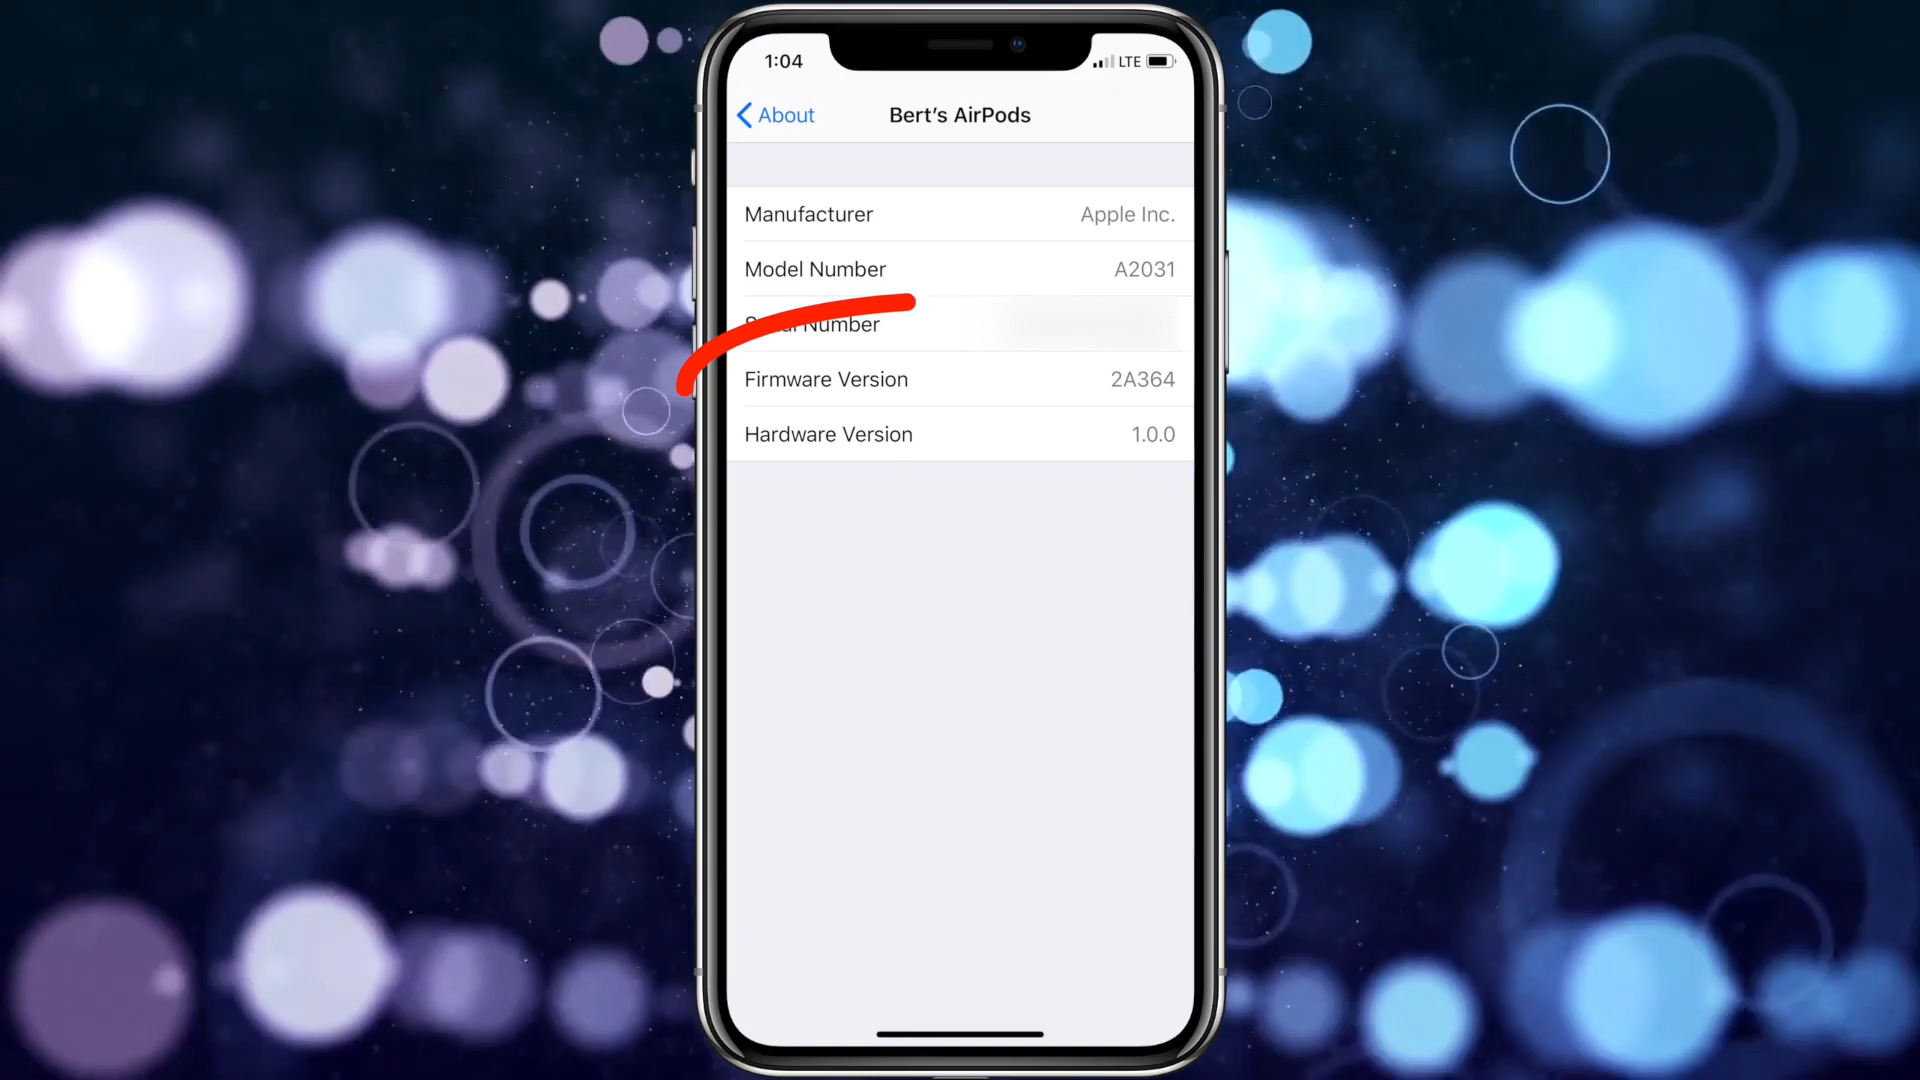 1:04
LTE
About
Bert's AirPods
Manufacturer Apple Inc.
Model Number A2031
Serial Number
Firmware Version 2A364
Hardware Version 1.0.0